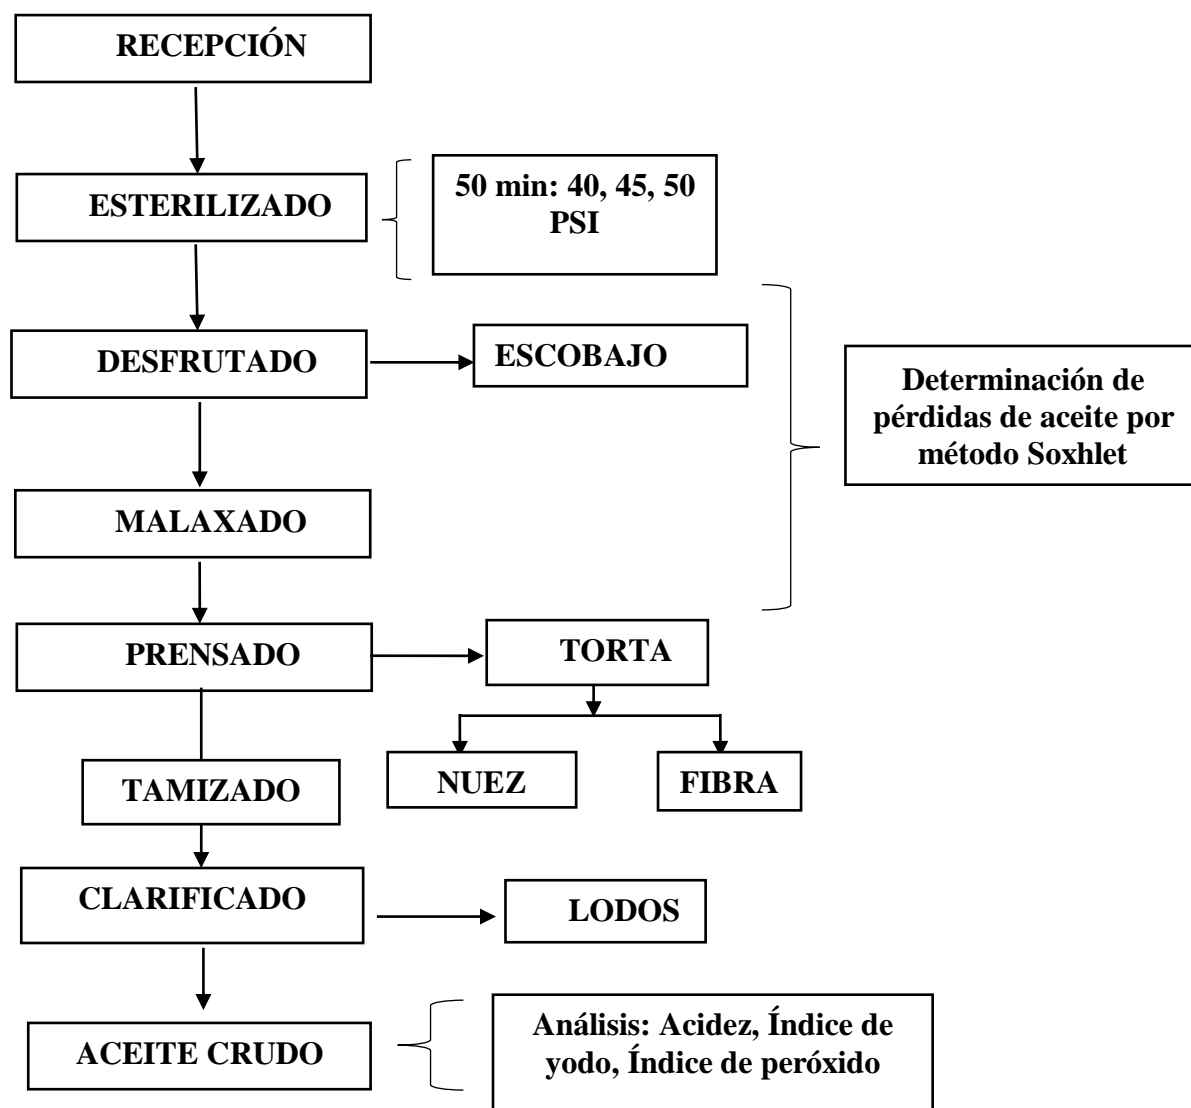 RECEPCIÓN
ESTERILIZADO
50 min: 40, 45, 50
PSI
DESFRUTADO
ESCOBAJO
Determinación de
pérdidas de aceite por
método Soxhlet
MALAXADO
PRENSADO
TORTA
NUEZ
FIBRA
TAMIZADO
CLARIFICADO
LODOS
ACEITE CRUDO
Análisis: Acidez, Índice de
yodo, Índice de peróxido